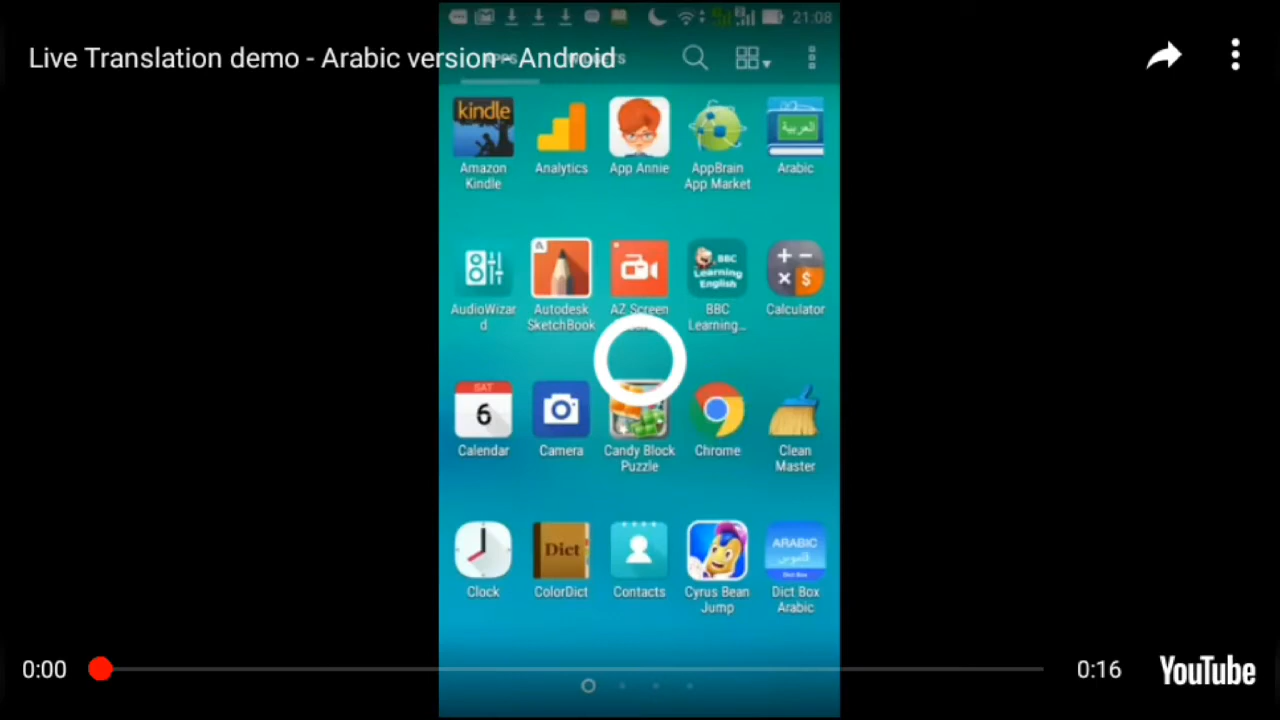 21:08
Live Translation demo - Arabic version - Android
APPS WIDGETS
kindle
العربية
Amazon Kindle
Analytics
App Annie
AppBrain App Market
Arabic
BBC
Learning
English
AudioWizard
Autodesk SketchBook
AZ Screen
BBC Learning...
Calculator
SAT
6
Calendar
Camera
Candy Block Puzzle
Chrome
Clean Master
Dict
ARABIC
قاموس
Dict Box
Clock
ColorDict
Contacts
Cyrus Bean Jump
Dict Box Arabic
0:00
0:16
YouTube